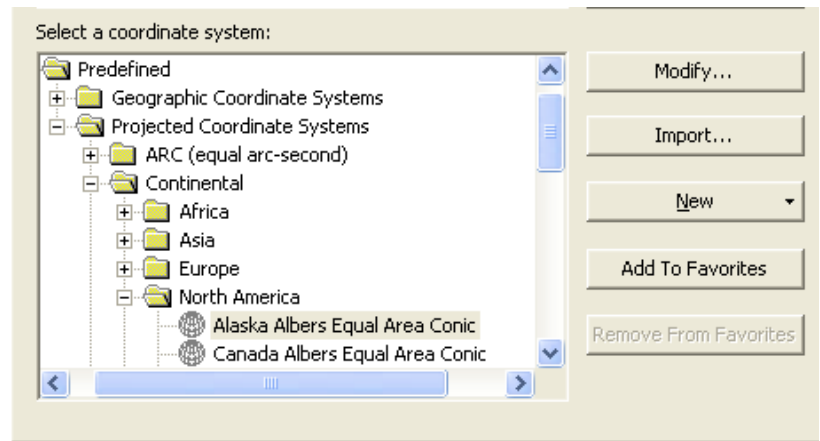 Select a coordinate system:
Predefined
Geographic Coordinate Systems
Projected Coordinate Systems
ARC (equal arc-second)
Continental
Africa
Asia
Europe
North America
Alaska Albers Equal Area Conic
Canada Albers Equal Area Conic
Modify...
Import...
New
Add To Favorites
Remove From Favorites